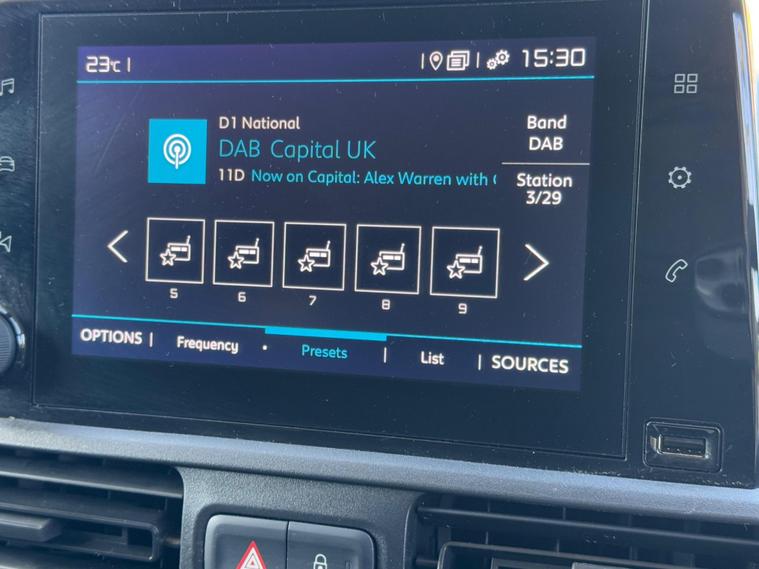 23°C
15:30
D1 National
DAB Capital UK
11D Now on Capital: Alex Warren with
Band
DAB
Station
3/29
5 6 7 8 9
OPTIONS Frequency Presets List SOURCES